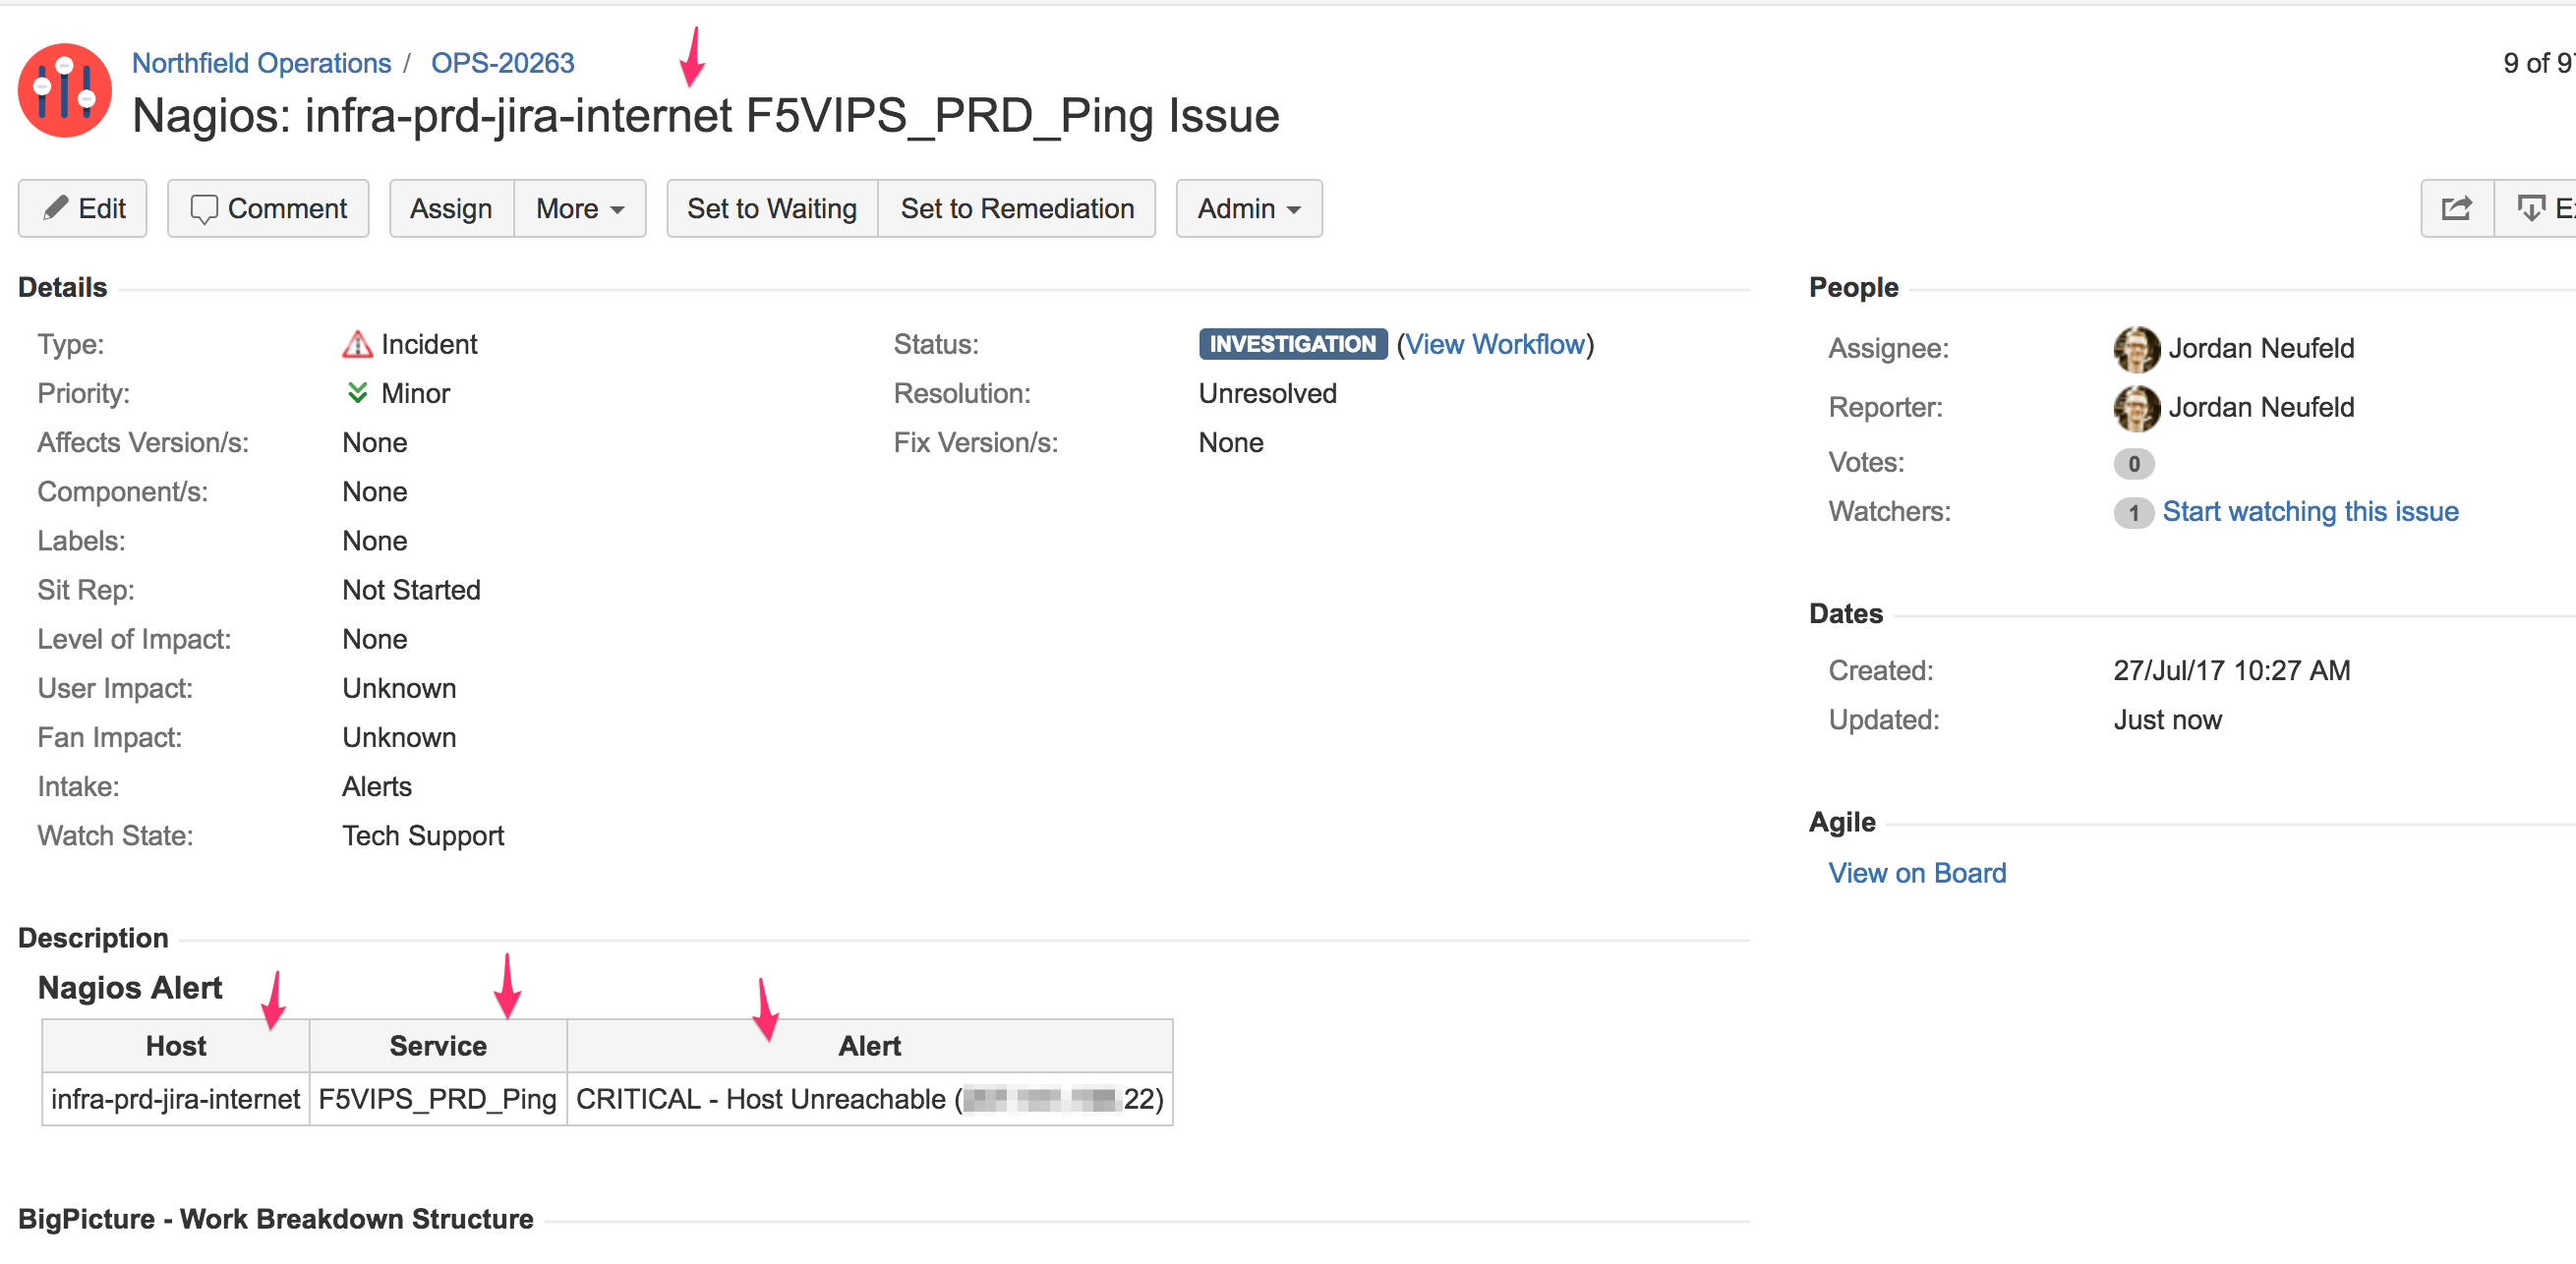 Northfield Operations / OPS-20263
9 of 9
Nagios: infra-prd-jira-internet F5VIPS_PRD_Ping Issue
Edit Comment Assign More Set to Waiting Set to Remediation Admin
Details
Type: Incident Status: INVESTIGATION (View Workflow)
Priority: Minor Resolution: Unresolved
Affects Version/s: None Fix Version/s: None
Component/s: None
Labels: None
Sit Rep: Not Started
Level of Impact: None
User Impact: Unknown
Fan Impact: Unknown
Intake: Alerts
Watch State: Tech Support
People
Assignee: Jordan Neufeld
Reporter: Jordan Neufeld
Votes: 0
Watchers: 1 Start watching this issue
Dates
Created: 27/Jul/17 10:27 AM
Updated: Just now
Agile
View on Board
Description
Nagios Alert
Host Service Alert
infra-prd-jira-internet F5VIPS_PRD_Ping CRITICAL - Host Unreachable ( 22)
BigPicture - Work Breakdown Structure